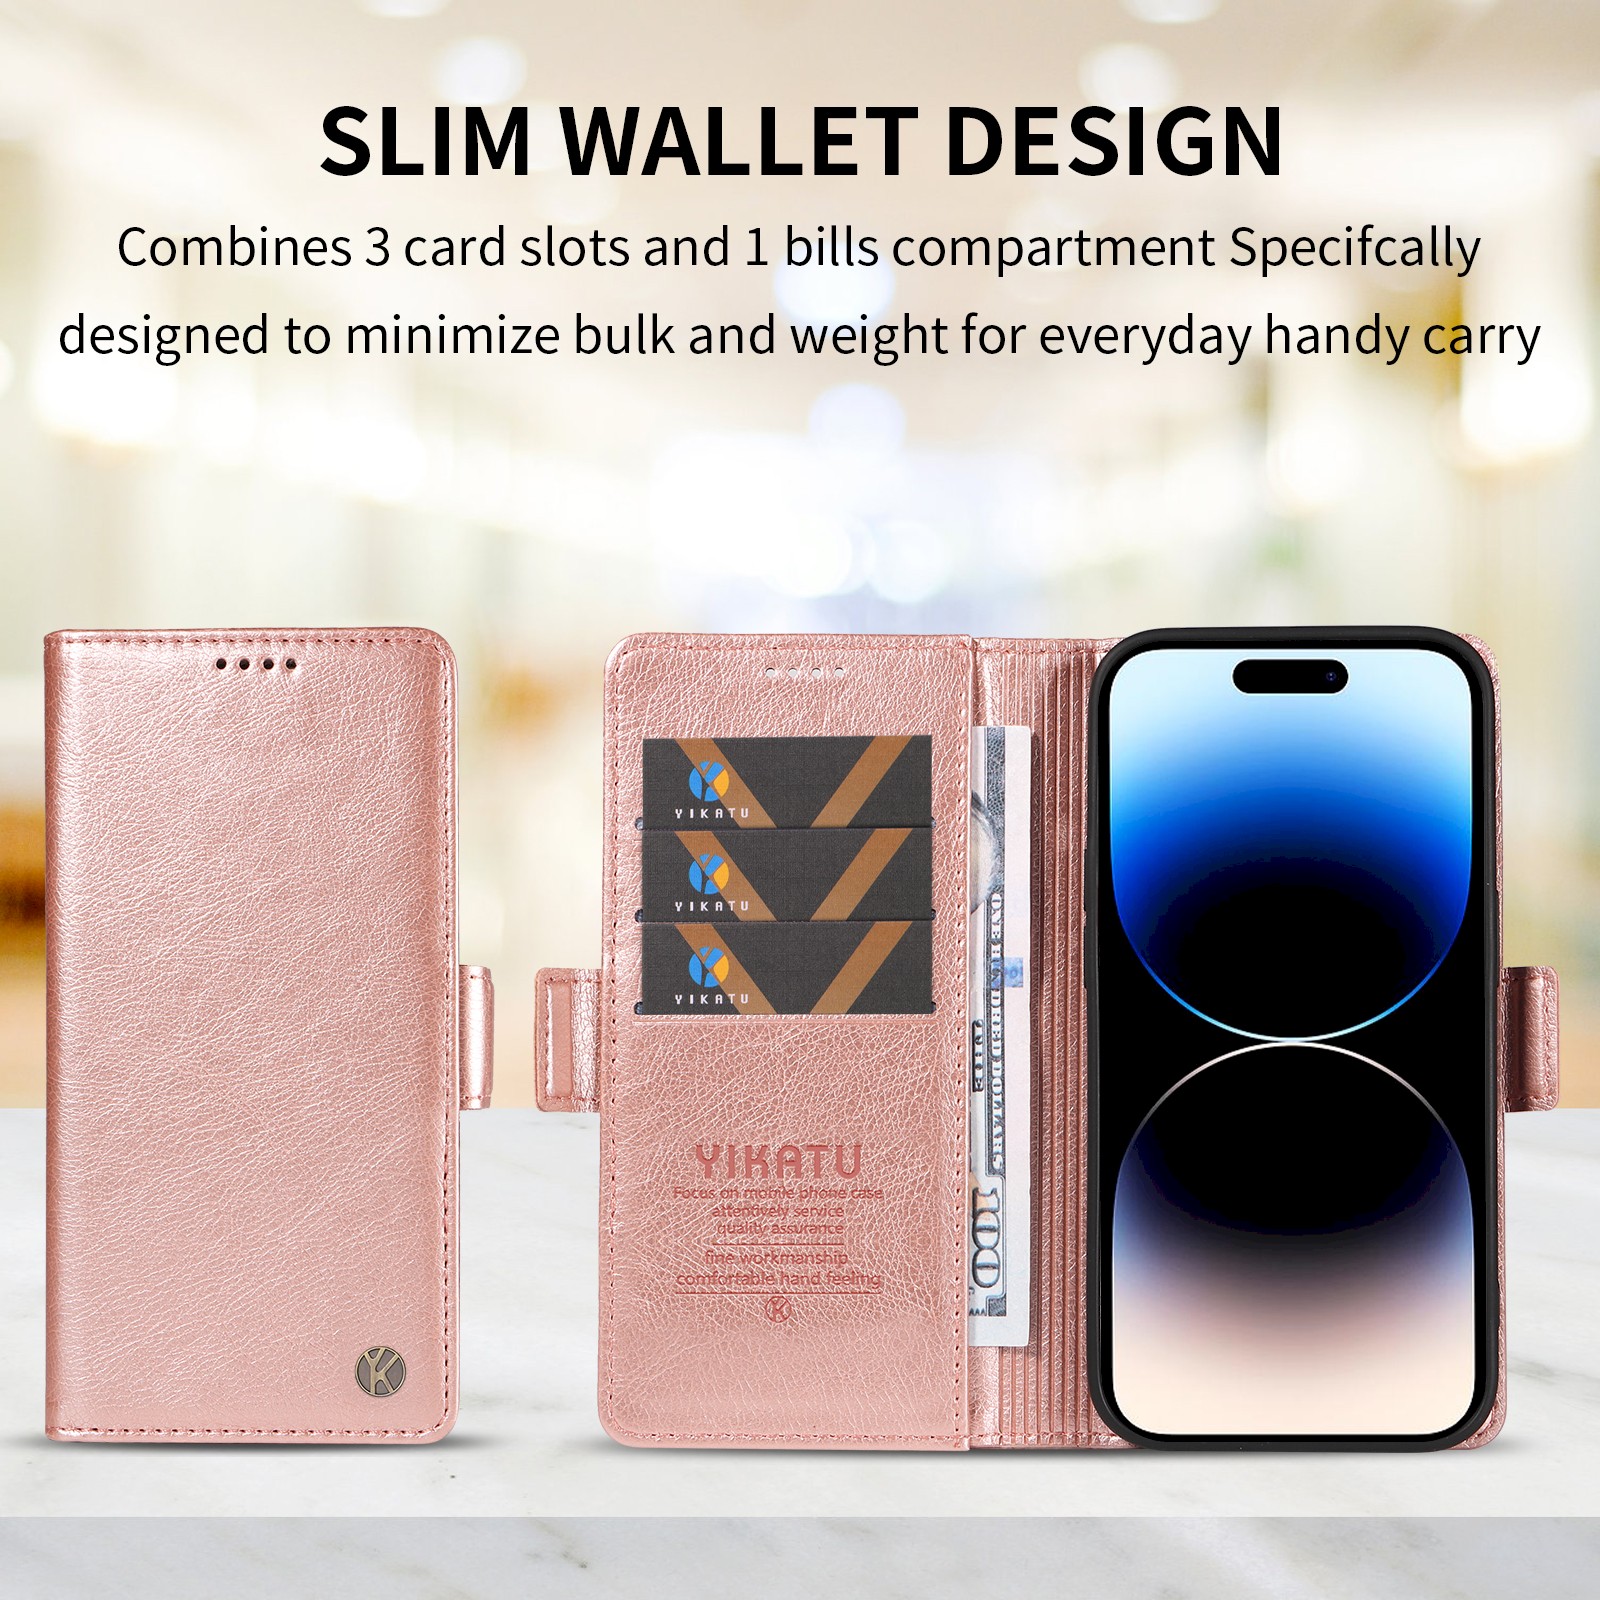 SLIM WALLET DESIGN
Combines 3 card slots and 1 bills compartment Specifcally
designed to minimize bulk and weight for everyday handy carry
YIKATU
YIKATU
YIKATU
YIKATU
Focus on mobile phone case
attentively service
quality assurance
fine workmanship
comfortable hand feeling
100